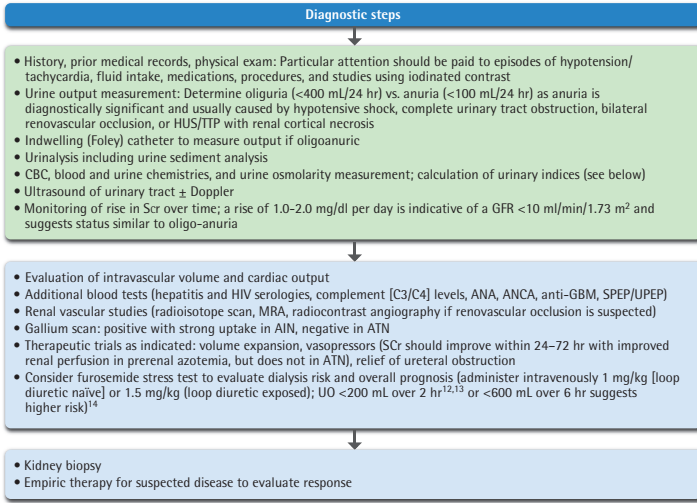 Diagnostic steps
• History, prior medical records, physical exam: Particular attention should be paid to episodes of hypotension/
tachycardia, fluid intake, medications, procedures, and studies using iodinated contrast
• Urine output measurement: Determine oliguria (<400 mL/24 hr) vs. anuria (<100 mL/24 hr) as anuria is
diagnostically significant and usually caused by hypotensive shock, complete urinary tract obstruction, bilateral
renovascular occlusion, or HUS/TTP with renal cortical necrosis
• Indwelling (Foley) catheter to measure output if oligoanuric
• Urinalysis including urine sediment analysis
• CBC, blood and urine chemistries, and urine osmolarity measurement; calculation of urinary indices (see below)
• Ultrasound of urinary tract ± Doppler
• Monitoring of rise in Scr over time; a rise of 1.0-2.0 mg/dl per day is indicative of a GFR <10 ml/min/1.73 m² and
suggests status similar to oligo-anuria
• Evaluation of intravascular volume and cardiac output
• Additional blood tests (hepatitis and HIV serologies, complement [C3/C4] levels, ANA, ANCA, anti-GBM, SPEP/UPEP)
• Renal vascular studies (radioisotope scan, MRA, radiocontrast angiography if renovascular occlusion is suspected)
• Gallium scan: positive with strong uptake in AIN, negative in ATN
• Therapeutic trials as indicated: volume expansion, vasopressors (SCr should improve within 24–72 hr with improved
renal perfusion in prerenal azotemia, but does not in ATN), relief of ureteral obstruction
• Consider furosemide stress test to evaluate dialysis risk and overall prognosis (administer intravenously 1 mg/kg [loop
diuretic naïve] or 1.5 mg/kg (loop diuretic exposed); UO <200 mL over 2 hr¹²,¹³ or <600 mL over 6 hr suggests
higher risk)¹⁴
• Kidney biopsy
• Empiric therapy for suspected disease to evaluate response